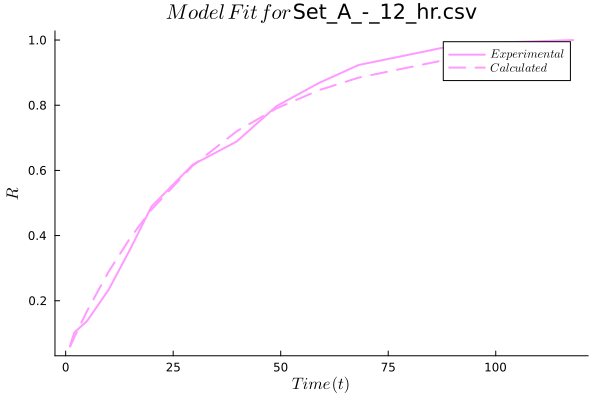 Model Fit for Set_A_-_12_hr.csv
1.0
Experimental
Calculated
0.8
0.6
R
0.4
0.2
0
25
50
75
100
Time(t)